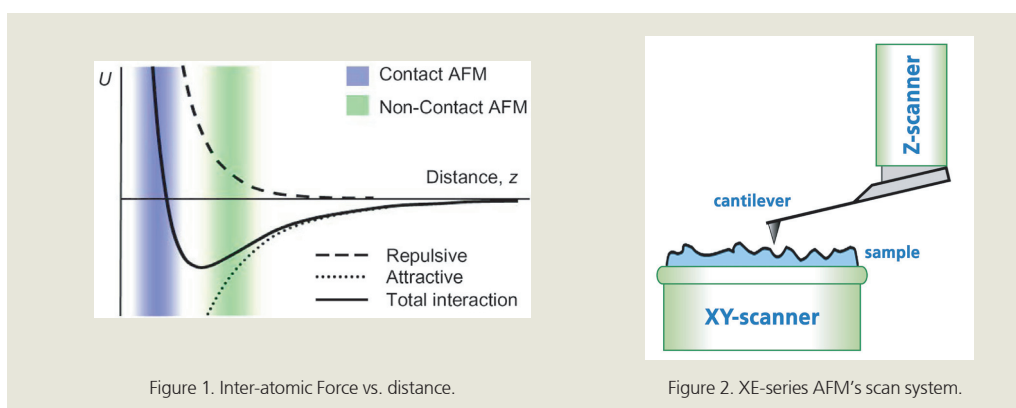 U
Contact AFM
Non-Contact AFM
Distance, z
Repulsive
Attractive
Total interaction
Figure 1. Inter-atomic Force vs. distance.
Z-scanner
cantilever
sample
XY-scanner
Figure 2. XE-series AFM's scan system.